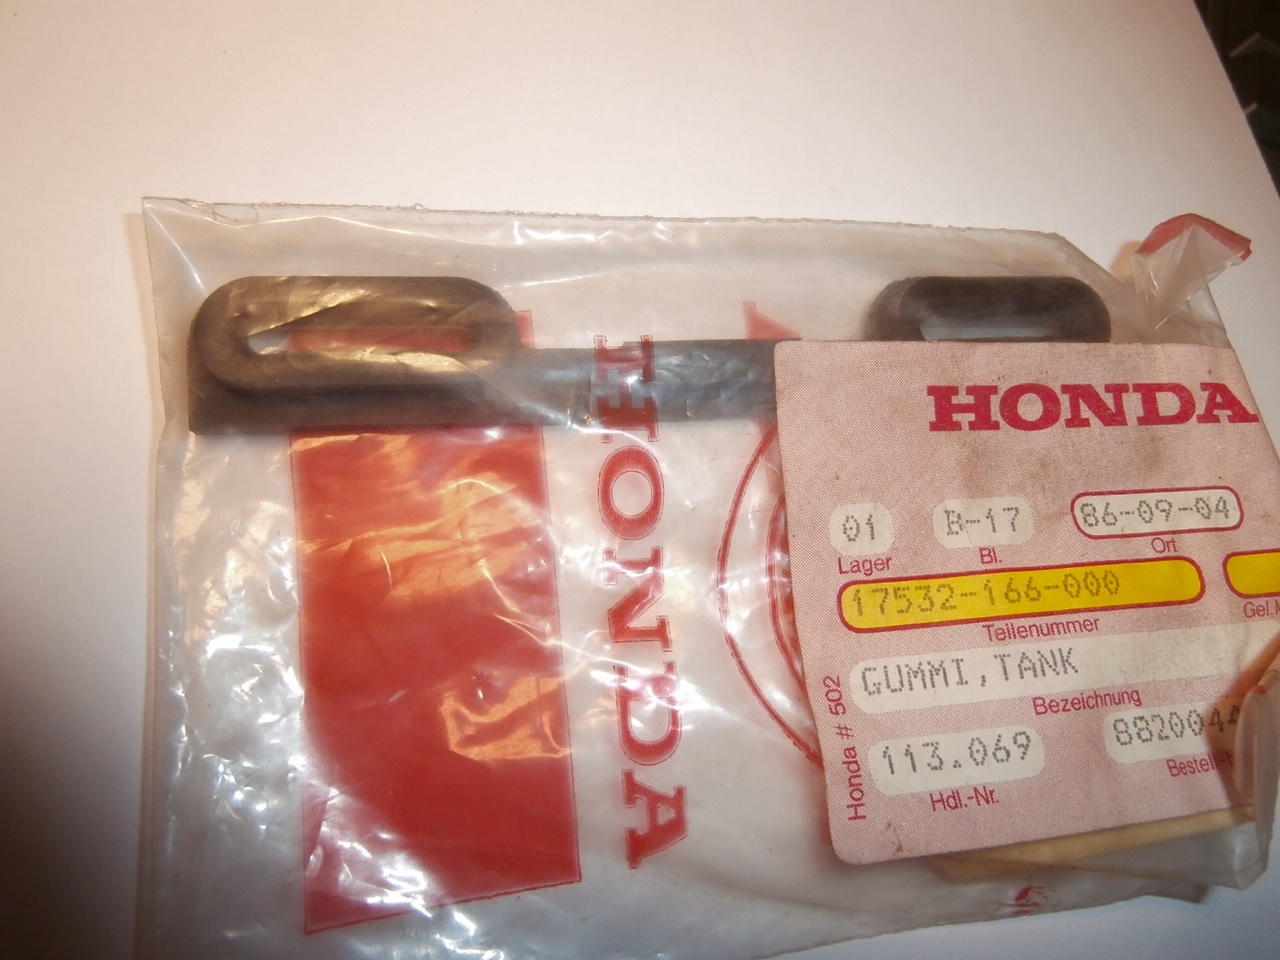 HONDA
HONDA
01 B-17 86-09-04
Lager Bl. Ort
17532-166-000
Teilenummer
GUMMI,TANK
Bezeichnung
113.069
Hdl.-Nr.
Honda # 502